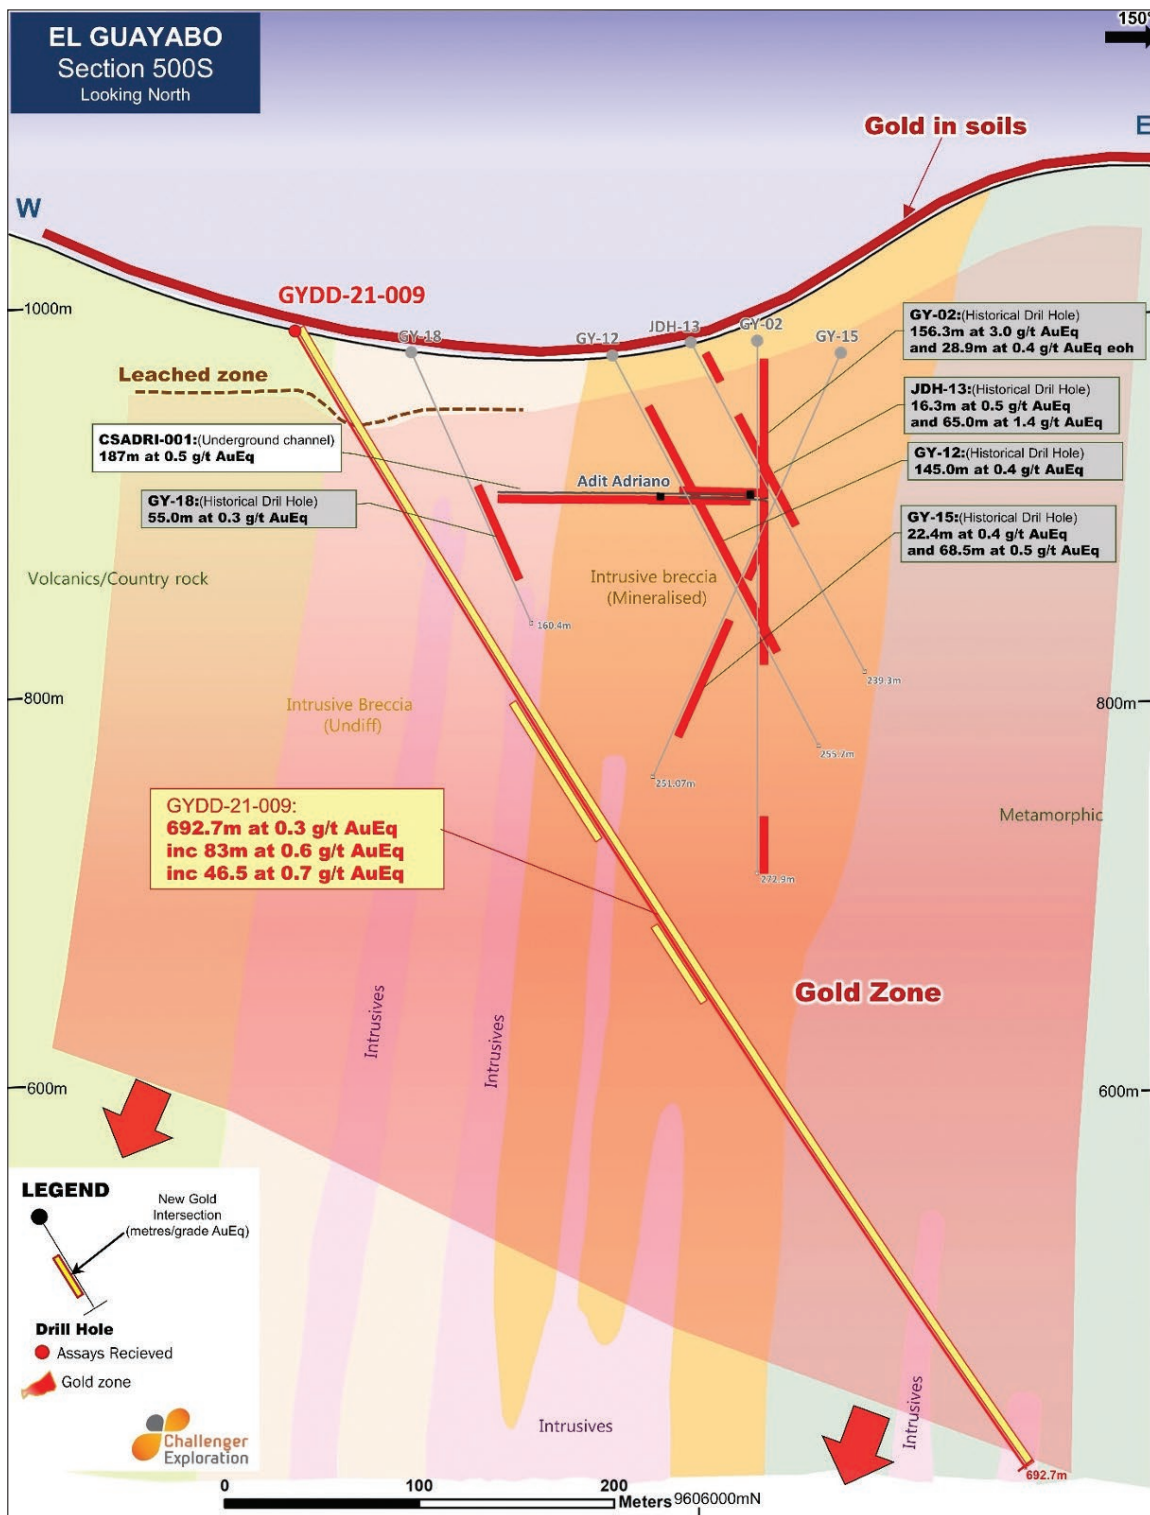 EL GUAYABO
Section 500S
Looking North
150°
Gold in soils
E
W
GYDD-21-009
1000m
GY-18
GY-12
JDH-13
GY-02
GY-15
GY-02:(Historical Dril Hole)
156.3m at 3.0 g/t AuEq
and 28.9m at 0.4 g/t AuEq eoh
Leached zone
JDH-13:(Historical Dril Hole)
16.3m at 0.5 g/t AuEq
and 65.0m at 1.4 g/t AuEq
CSADRI-001:(Underground channel)
187m at 0.5 g/t AuEq
GY-12:(Historical Dril Hole)
145.0m at 0.4 g/t AuEq
Adit Adriano
GY-18:(Historical Dril Hole)
55.0m at 0.3 g/t AuEq
GY-15:(Historical Dril Hole)
22.4m at 0.4 g/t AuEq
and 68.5m at 0.5 g/t AuEq
Volcanics/Country rock
Intrusive breccia
(Mineralised)
160.4m
239.3m
800m
800m
Intrusive Breccia
(Undiff)
255.7m
251.07m
GYDD-21-009:
692.7m at 0.3 g/t AuEq
inc 83m at 0.6 g/t AuEq
inc 46.5 at 0.7 g/t AuEq
Metamorphic
272.9m
Gold Zone
Intrusives
Intrusives
600m
600m
LEGEND
New Gold
Intersection
(metres/grade AuEq)
Drill Hole
Assays Recieved
Gold zone
Challenger
Exploration
Intrusives
Intrusives
692.7m
0
100
200
Meters
9606000mN